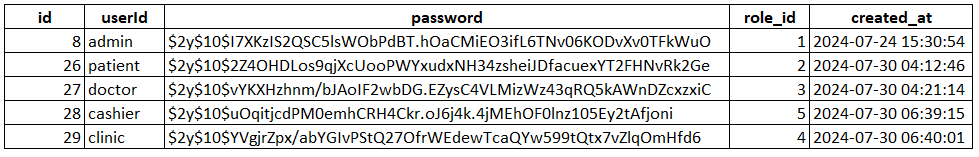 id userId password role_id created_at
8 admin $2y$10$I7XKzIS2QSC5lsWObPdBT.hOaCMiEO3ifL6TNv06KODvXv0TFkWuO 1 2024-07-24 15:30:54
26 patient $2y$10$2Z4OHDLos9qjXcUooPWYxudxNH34zsheiJDfacuexYT2FHNvRk2Ge 2 2024-07-30 04:12:46
27 doctor $2y$10$vYKXHzhnm/bJAoIF2wbDG.EZysC4VLMizWz43qRQ5kAWnDZcxzxiC 3 2024-07-30 04:21:14
28 cashier $2y$10$uOqitjcdPM0emhCRH4Ckr.oJ6j4k.4jMEhOF0lnz105Ey2tAfjoni 5 2024-07-30 06:39:15
29 clinic $2y$10$YVgjrZpx/abYGIvPStQ27OfrWEdewTcaQYw599tQtx7vZlqOmHfd6 4 2024-07-30 06:40:01